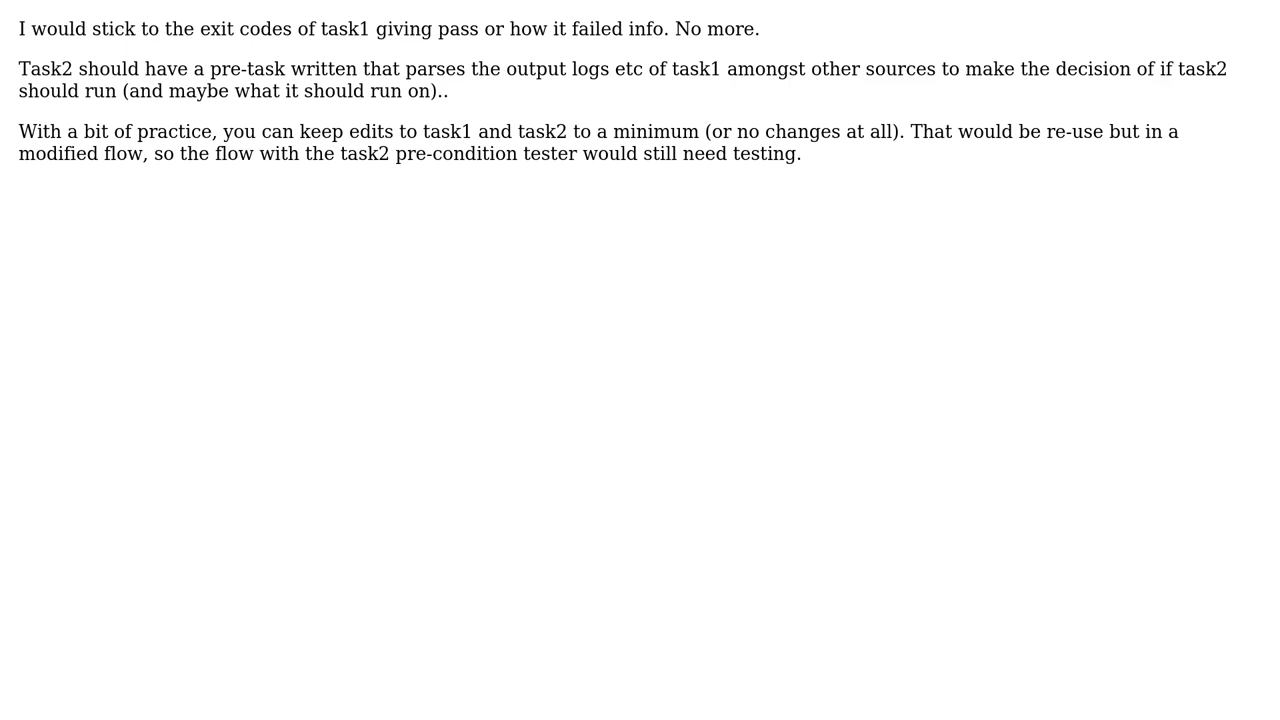 I would stick to the exit codes of task1 giving pass or how it failed info. No more.
Task2 should have a pre-task written that parses the output logs etc of task1 amongst other sources to make the decision of if task2
should run (and maybe what it should run on)..
With a bit of practice, you can keep edits to task1 and task2 to a minimum (or no changes at all). That would be re-use but in a
modified flow, so the flow with the task2 pre-condition tester would still need testing.